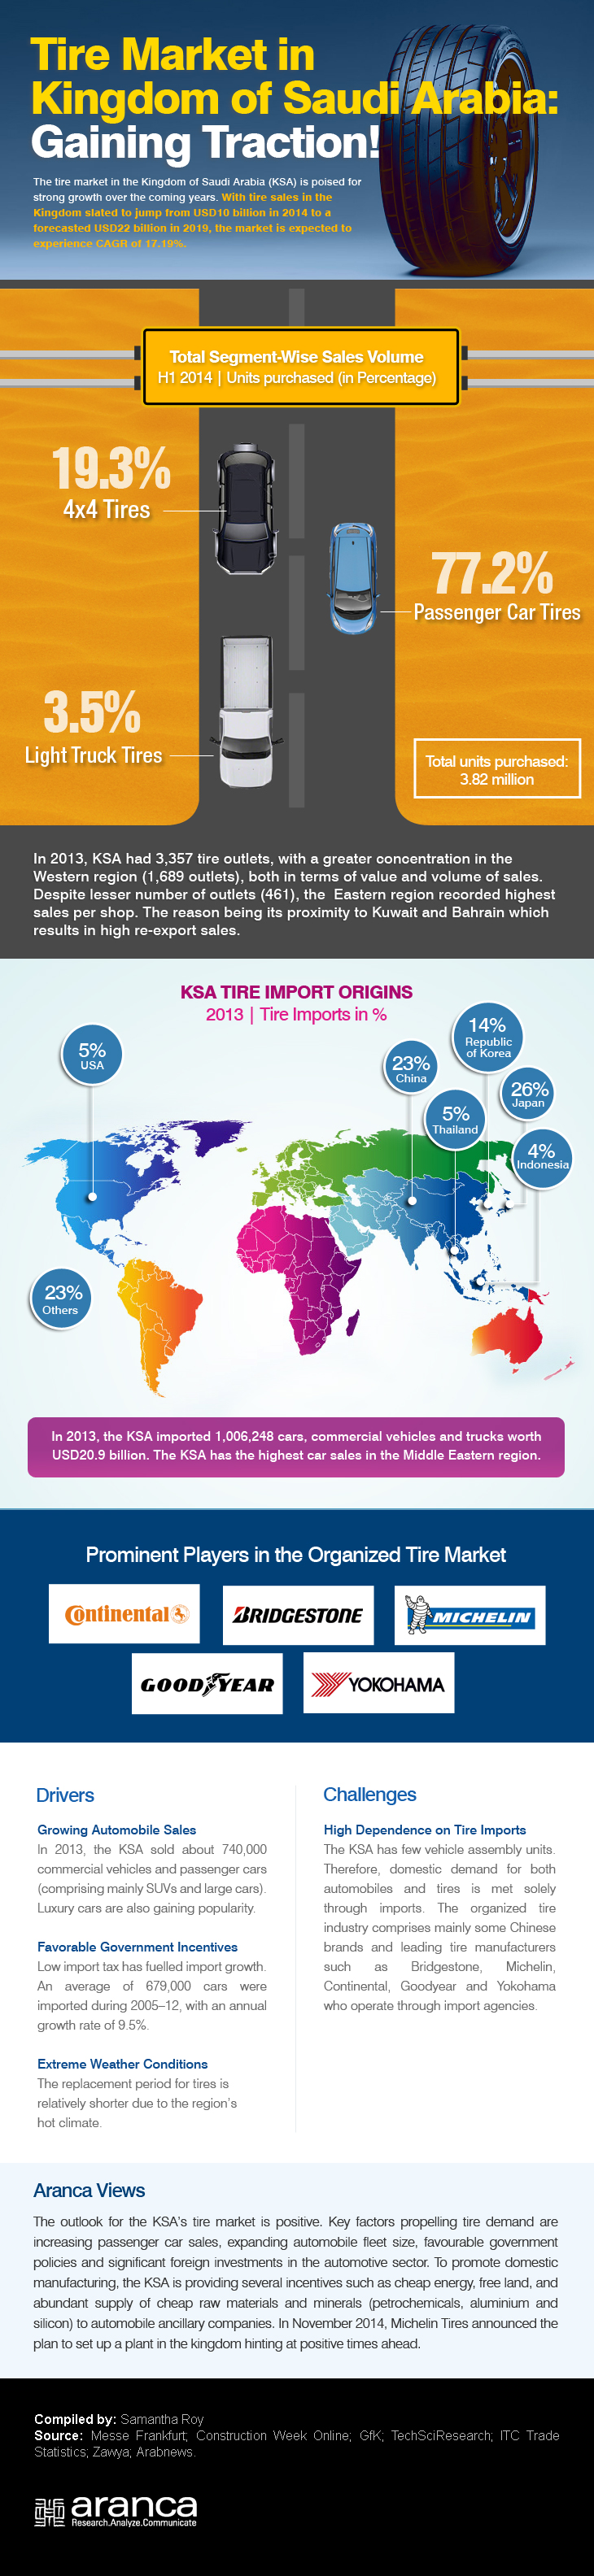 Tire Market in
Kingdom of Saudi Arabia:
Gaining Traction!
The tire market in the Kingdom of Saudi Arabia (KSA) is poised for
strong growth over the coming years. With tire sales in the
Kingdom slated to jump from USD10 billion in 2014 to a
forecasted USD22 billion in 2019, the market is expected to
experience CAGR of 17.19%.
Total Segment-Wise Sales Volume
H1 2014 | Units purchased (in Percentage)
19.3%
4x4 Tires
77.2%
Passenger Car Tires
3.5%
Light Truck Tires
Total units purchased:
3.82 million
In 2013, KSA had 3,357 tire outlets, with a greater concentration in the
Western region (1,689 outlets), both in terms of value and volume of sales.
Despite lesser number of outlets (461), the Eastern region recorded highest
sales per shop. The reason being its proximity to Kuwait and Bahrain which
results in high re-export sales.
KSA TIRE IMPORT ORIGINS
2013 | Tire Imports in %
5%
USA
23%
China
14%
Republic
of Korea
5%
Thailand
26%
Japan
4%
Indonesia
23%
Others
In 2013, the KSA imported 1,006,248 cars, commercial vehicles and trucks worth
USD20.9 billion. The KSA has the highest car sales in the Middle Eastern region.
Prominent Players in the Organized Tire Market
Continental
BRIDGESTONE
MICHELIN
GOODYEAR
YOKOHAMA
Drivers
Growing Automobile Sales
In 2013, the KSA sold about 740,000
commercial vehicles and passenger cars
(comprising mainly SUVs and large cars).
Luxury cars are also gaining popularity.
Favorable Government Incentives
Low import tax has fuelled import growth.
An average of 679,000 cars were
imported during 2005–12, with an annual
growth rate of 9.5%.
Extreme Weather Conditions
The replacement period for tires is
relatively shorter due to the region's
hot climate.
Challenges
High Dependence on Tire Imports
The KSA has few vehicle assembly units.
Therefore, domestic demand for both
automobiles and tires is met solely
through imports. The organized tire
industry comprises mainly some Chinese
brands and leading tire manufacturers
such as Bridgestone, Michelin,
Continental, Goodyear and Yokohama
who operate through import agencies.
Aranca Views
The outlook for the KSA's tire market is positive. Key factors propelling tire demand are
increasing passenger car sales, expanding automobile fleet size, favourable government
policies and significant foreign investments in the automotive sector. To promote domestic
manufacturing, the KSA is providing several incentives such as cheap energy, free land, and
abundant supply of cheap raw materials and minerals (petrochemicals, aluminium and
silicon) to automobile ancillary companies. In November 2014, Michelin Tires announced the
plan to set up a plant in the kingdom hinting at positive times ahead.
Compiled by: Samantha Roy
Source: Messe Frankfurt; Construction Week Online; GfK; TechSciResearch; ITC Trade
Statistics; Zawya; Arabnews.
aranca
Research.Analyze.Communicate